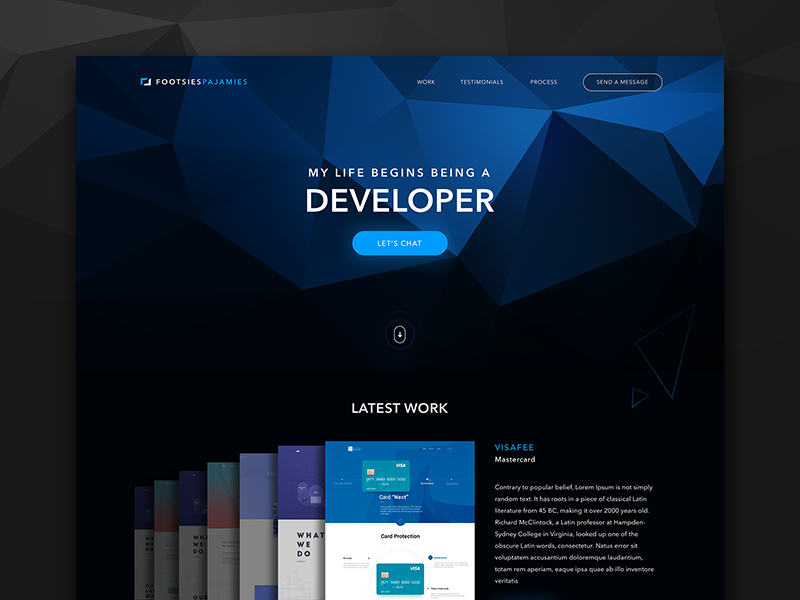 FOOTSIESPAJAMIES
WORK
TESTIMONIALS
PROCESS
SEND A MESSAGE
MY LIFE BEGINS BEING A
DEVELOPER
LET'S CHAT
LATEST WORK
WHAT
WE
DO
VISA
Card "Next"
Card Protection
VISA
VISAFEE
Mastercard
Contrary to popular belief, Lorem Ipsum is not simply
random text. It has roots in a piece of classical Latin
literature from 45 BC, making it over 2000 years old.
Richard McClintock, a Latin professor at Hampden-
Sydney College in Virginia, looked up one of the
obscure Latin words, consectetur. Natus error sit
voluptatem accusantium doloremque laudantium,
totam rem aperiam, eaque ipsa quae ab illo inventore
veritatis